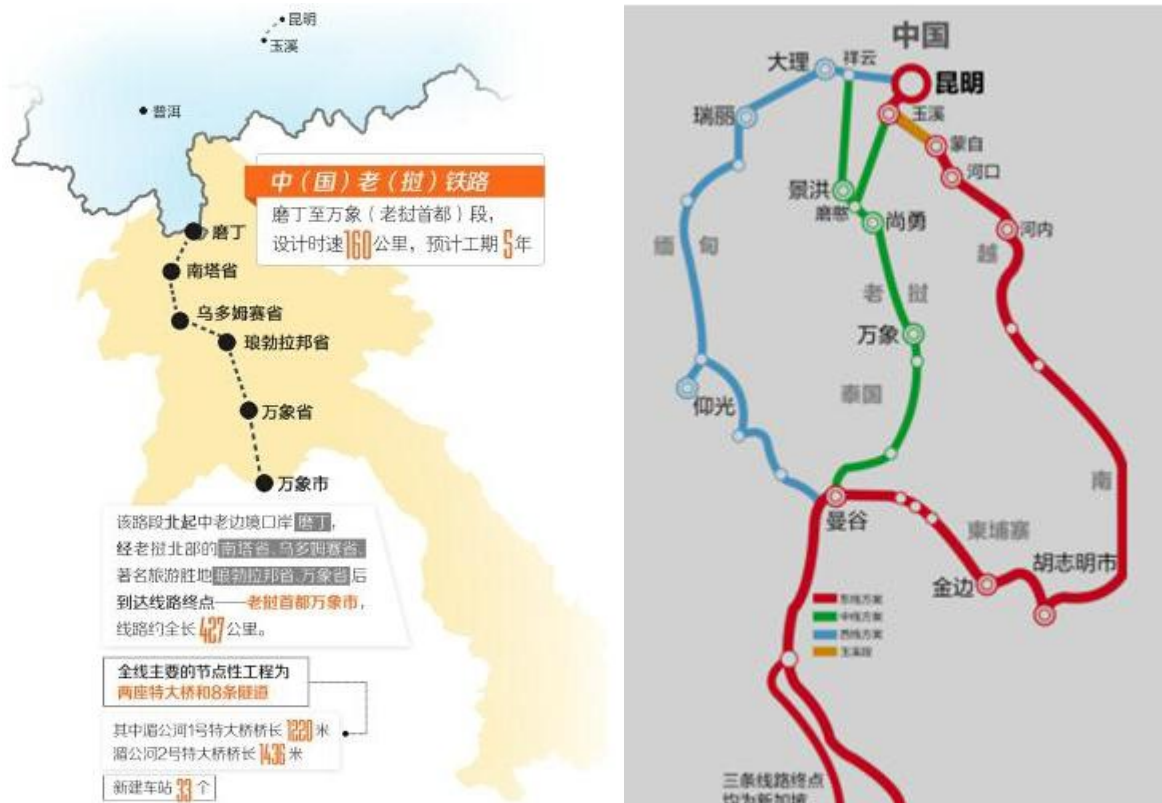 昆明
玉溪
普洱
中（国）老（挝）铁路
磨丁至万象（老挝首都）段，
设计时速160公里，预计工期5年
磨丁
南塔省
乌多姆赛省
琅勃拉邦省
万象省
万象市
该路段北起中老边境口岸磨丁，
经老挝北部的南塔省、乌多姆赛省、
著名旅游胜地琅勃拉邦省、万象省后
到达线路终点——老挝首都万象市，
线路约全长427公里。
全线主要的节点性工程为
两座特大桥和8条隧道
其中湄公河1号特大桥桥长1220米
湄公河2号特大桥桥长1436米
新建车站33个
中国
大理
祥云
昆明
瑞丽
玉溪
蒙自
河口
景洪
磨憨
尚勇
河内
缅甸
越
老挝
万象
仰光
泰国
南
曼谷
柬埔寨
胡志明市
金边
东线方案
中线方案
西线方案
玉溪段
三条线路终点
均为新加坡